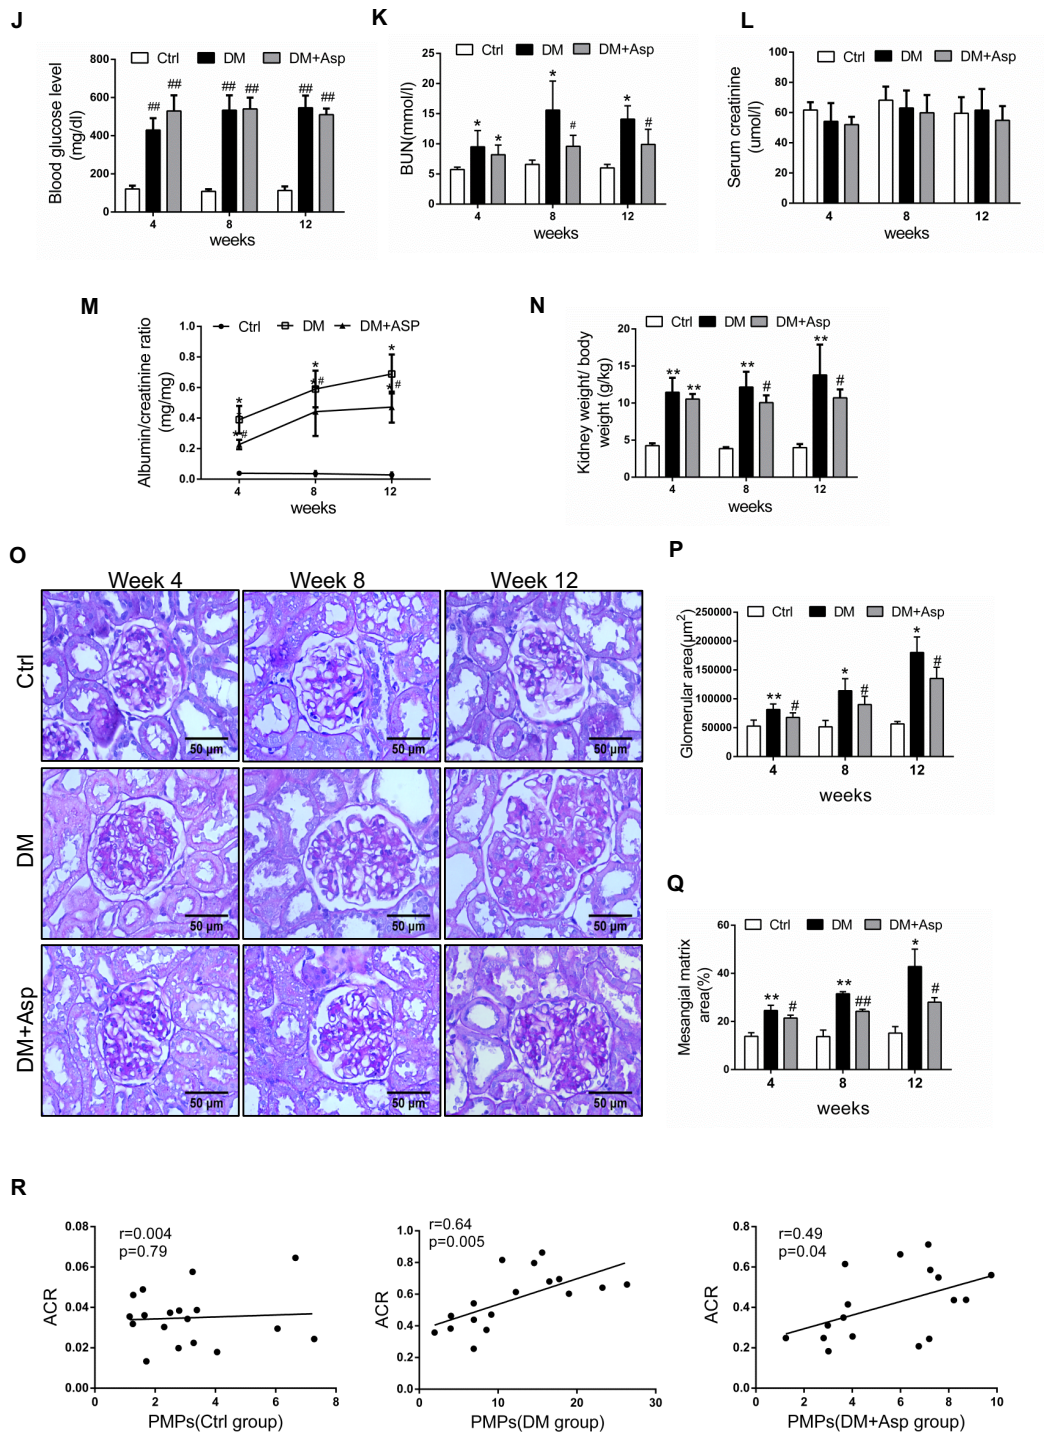 J
Ctrl DM DM+Asp
Blood glucose level
(mg/dl)
800
600
400
200
0
## ## ## ## ## ##
4 8 12
weeks
K
Ctrl DM DM+Asp
BUN(mmol/l)
25
20
15
10
5
0
* * * # * #
4 8 12
weeks
L
Ctrl DM DM+Asp
Serum creatinine
(umol/l)
100
80
60
40
20
0
4 8 12
weeks
M
Ctrl DM DM+ASP
Albumin/creatinine ratio
(mg/mg)
1.0
0.8
0.6
0.4
0.2
0.0
* * *
*# *# *#
4 8 12
weeks
N
Ctrl DM DM+Asp
Kidney weight/ body
weight (g/kg)
20
15
10
5
0
** ** ** # ** #
4 8 12
weeks
O
Week 4 Week 8 Week 12
Ctrl
50 µm 50 µm 50 µm
DM
50 µm 50 µm 50 µm
DM+Asp
50 µm 50 µm 50 µm
P
Ctrl DM DM+Asp
Glomerular area(µm²)
250000
200000
150000
100000
50000
0
** # * # * #
4 8 12
weeks
Q
Ctrl DM DM+Asp
Mesangial matrix
area(%)
60
40
20
0
** # ** ## * #
4 8 12
weeks
R
r=0.004
p=0.79
ACR
0.08
0.06
0.04
0.02
0.00
0 2 4 6 8
PMPs(Ctrl group)
r=0.64
p=0.005
ACR
1.0
0.8
0.6
0.4
0.2
0.0
0 10 20 30
PMPs(DM group)
r=0.49
p=0.04
ACR
0.8
0.6
0.4
0.2
0.0
0 2 4 6 8 10
PMPs(DM+Asp group)